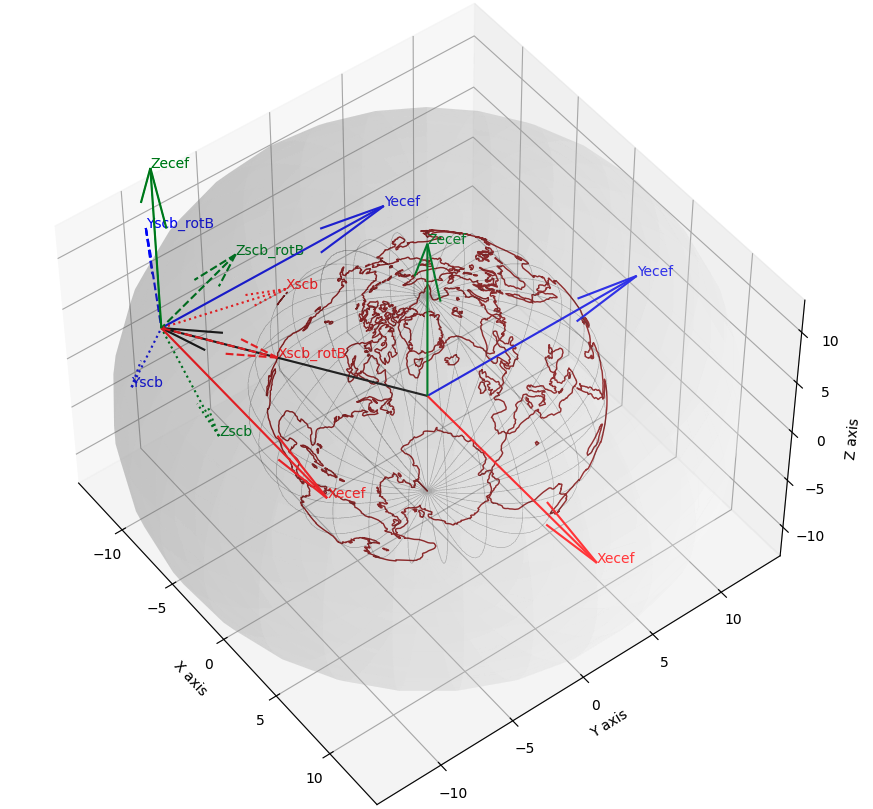 Zecef
Yecef
Yscb_rotB
Zecef
Zscb_rotB
Yecef
Xscb
Xscb_rotB
Yscb
Zscb
Xecef
Xecef
10
5
0
−5
−10
Z axis
−10
−5
0
5
10
X axis
10
5
0
−5
−10
Y axis